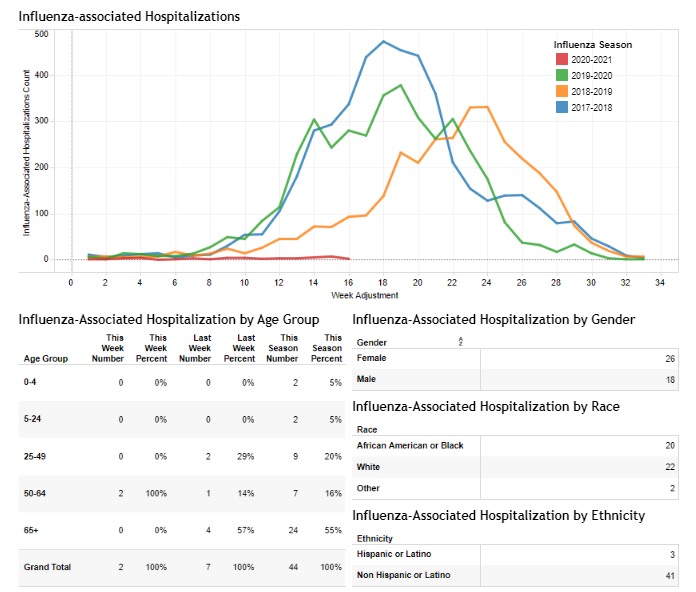 Influenza-associated Hospitalizations
Influenza-Associated Hospitalizations Count
500
400
300
200
100
0
0 2 4 6 8 10 12 14 16 18 20 22 24 26 28 30 32 34
Week Adjustment
Influenza Season
2020-2021
2019-2020
2018-2019
2017-2018
Influenza-Associated Hospitalization by Age Group
Age Group This Week Number This Week Percent Last Week Number Last Week Percent This Season Number This Season Percent
0-4 0 0% 0 0% 2 5%
5-24 0 0% 0 0% 2 5%
25-49 0 0% 2 29% 9 20%
50-64 2 100% 1 14% 7 16%
65+ 0 0% 4 57% 24 55%
Grand Total 2 100% 7 100% 44 100%
Influenza-Associated Hospitalization by Gender
Gender A Z
Female 26
Male 18
Influenza-Associated Hospitalization by Race
Race
African American or Black 20
White 22
Other 2
Influenza-Associated Hospitalization by Ethnicity
Ethnicity
Hispanic or Latino 3
Non Hispanic or Latino 41